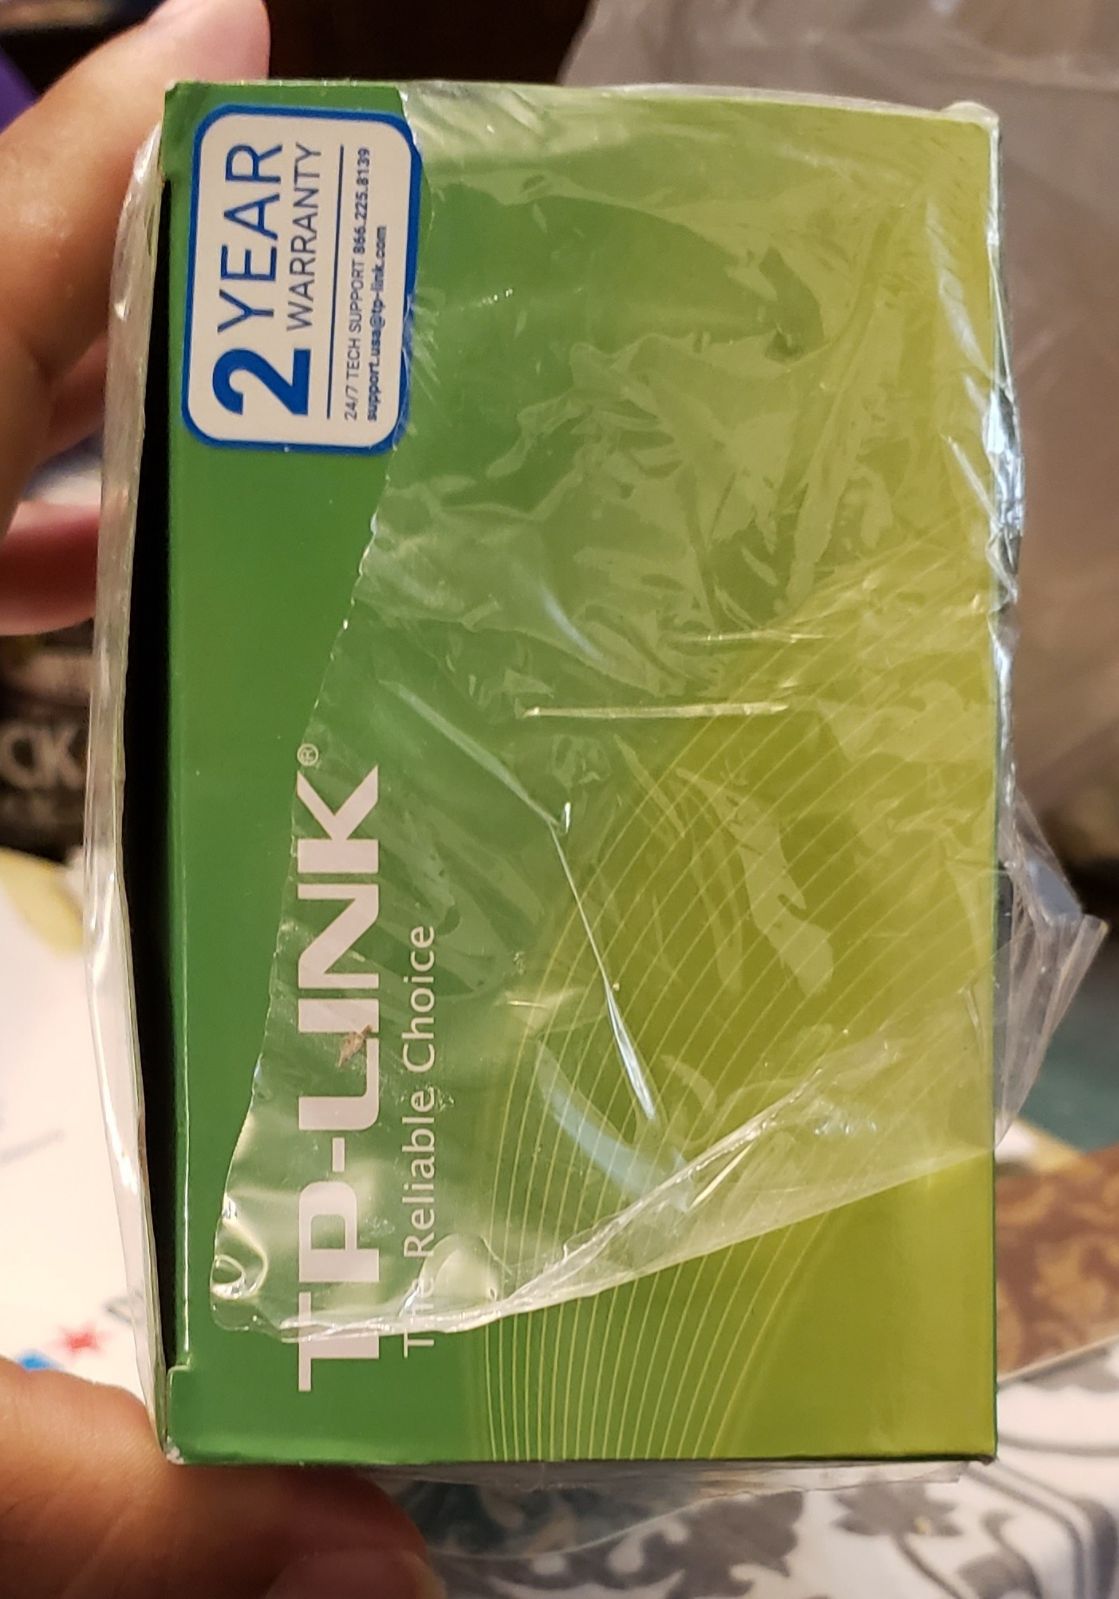 2 YEAR
WARRANTY
24/7 TECH SUPPORT 866.225.8139
support.usa@tp-link.com
TP-LINK®
The Reliable Choice
CK